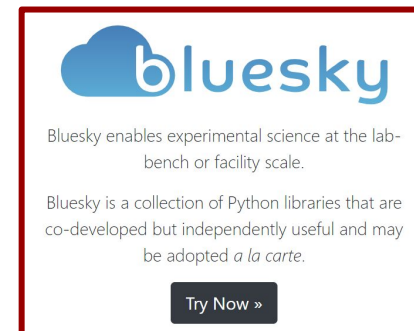 bluesky
Bluesky enables experimental science at the lab-
bench or facility scale.
Bluesky is a collection of Python libraries that are
co-developed but independently useful and may
be adopted a la carte.
Try Now »